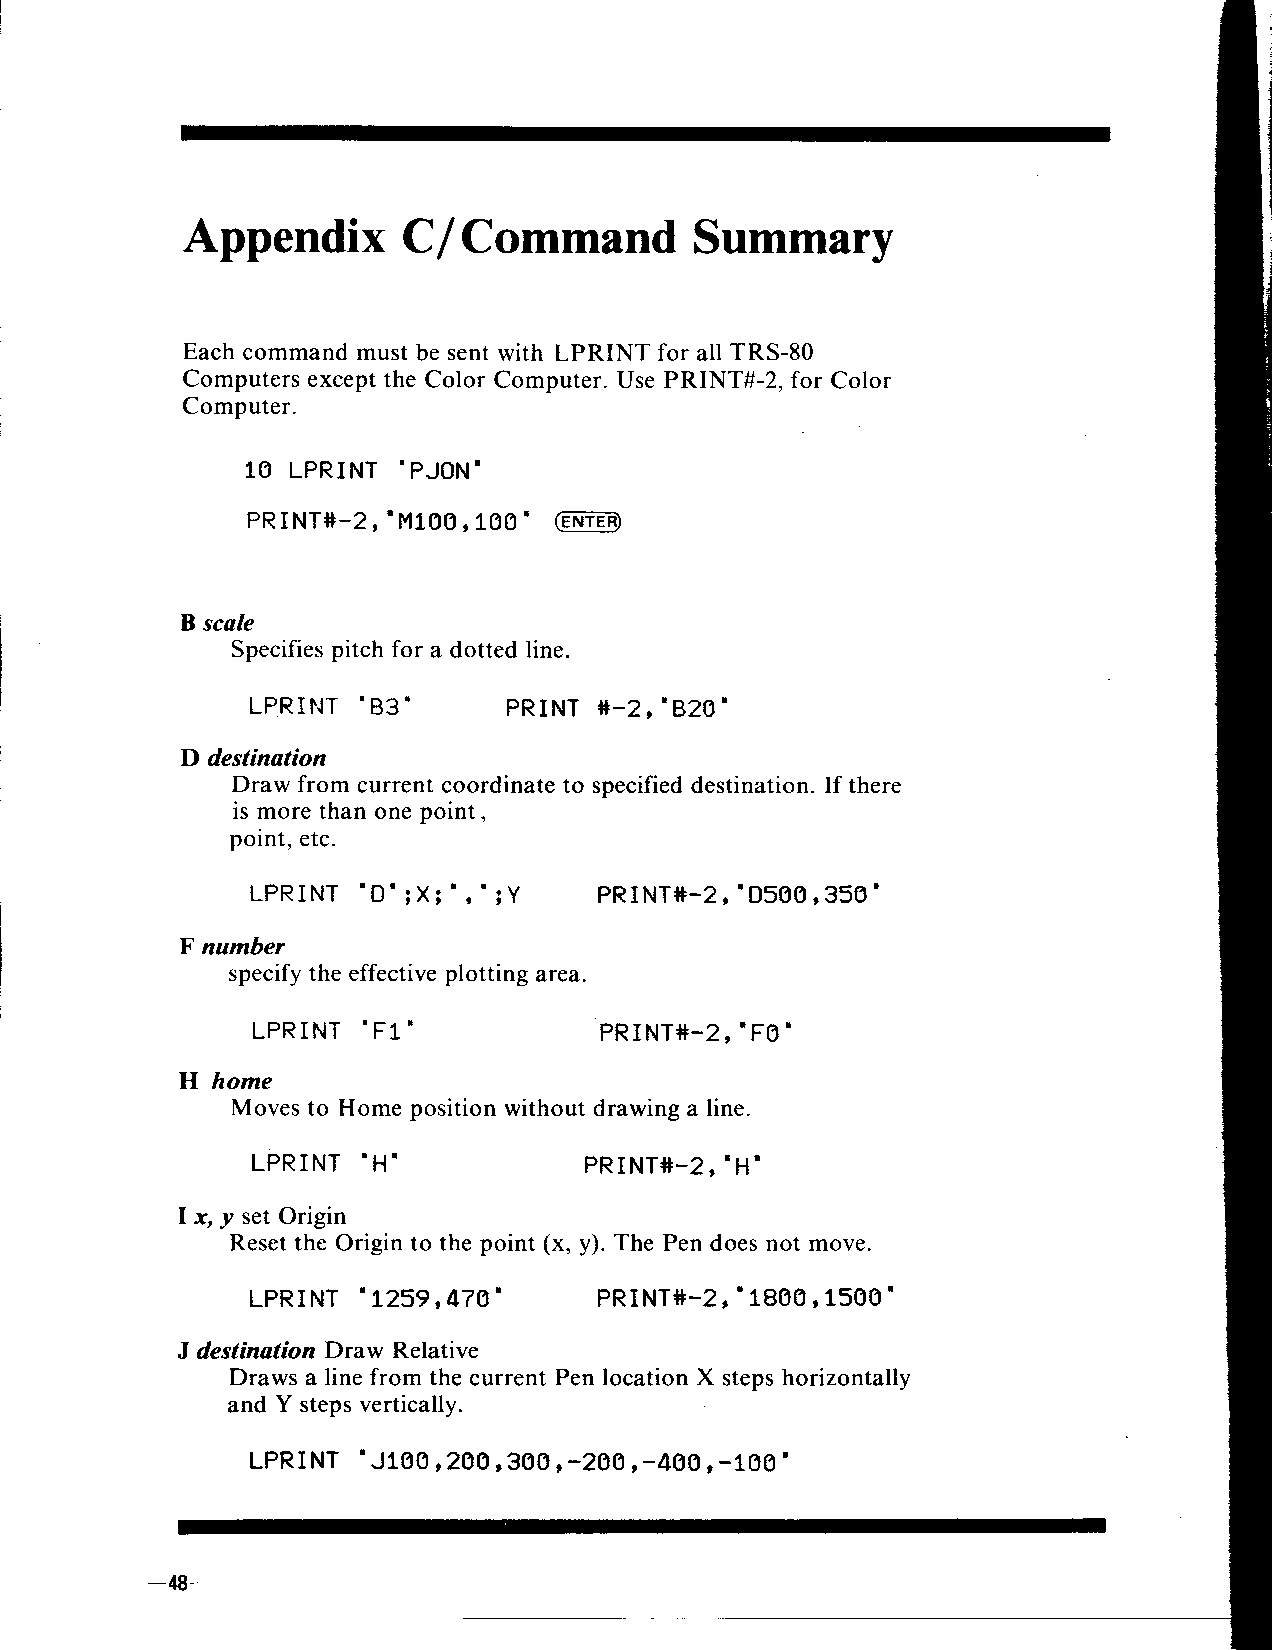 Appendix C/Command Summary
Each command must be sent with LPRINT for all TRS-80
Computers except the Color Computer. Use PRINT#-2, for Color
Computer.
10 LPRINT "PJON"
PRINT#-2,"M100,100" ENTER
B scale
Specifies pitch for a dotted line.
LPRINT "B3" PRINT #-2,"B20"
D destination
Draw from current coordinate to specified destination. If there
is more than one point,
point, etc.
LPRINT "D";X;",";Y PRINT#-2,"D500,350"
F number
specify the effective plotting area.
LPRINT "F1" PRINT#-2,"F0"
H home
Moves to Home position without drawing a line.
LPRINT "H" PRINT#-2,"H"
I x, y set Origin
Reset the Origin to the point (x, y). The Pen does not move.
LPRINT "1259,470" PRINT#-2,"1800,1500"
J destination Draw Relative
Draws a line from the current Pen location X steps horizontally
and Y steps vertically.
LPRINT "J100,200,300,-200,-400,-100"
—48-